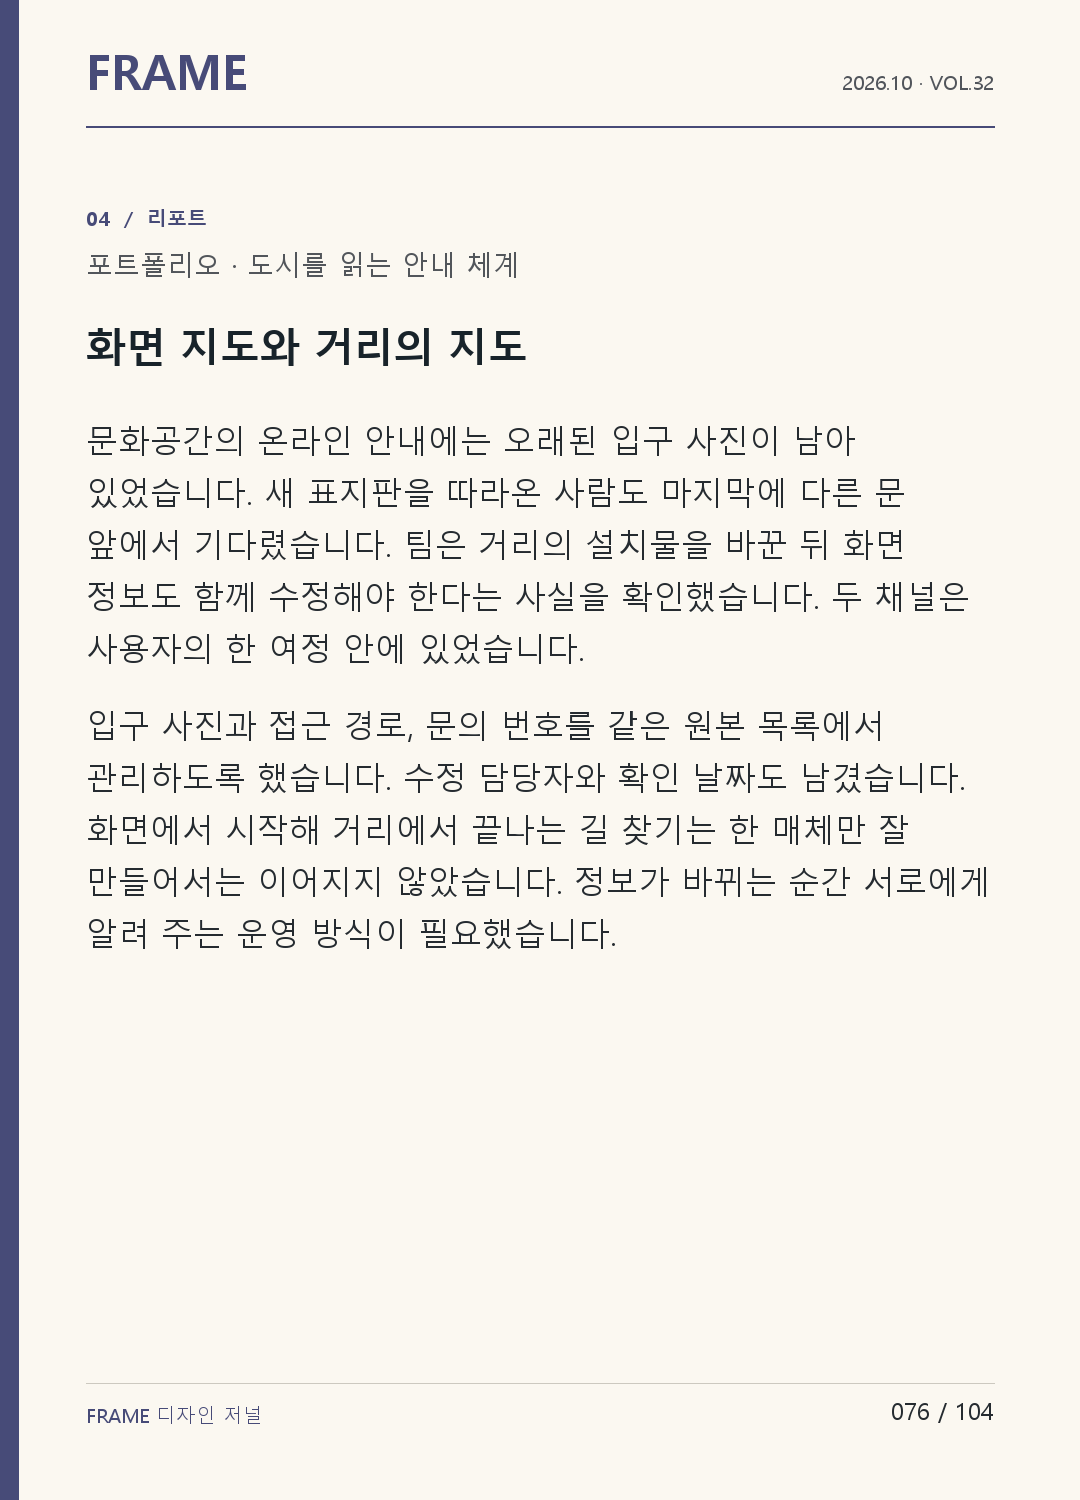 FRAME
2026.10 · VOL.32
04 / 리포트
포트폴리오 · 도시를 읽는 안내 체계
화면 지도와 거리의 지도
문화공간의 온라인 안내에는 오래된 입구 사진이 남아
있었습니다. 새 표지판을 따라온 사람도 마지막에 다른 문
앞에서 기다렸습니다. 팀은 거리의 설치물을 바꾼 뒤 화면
정보도 함께 수정해야 한다는 사실을 확인했습니다. 두 채널은
사용자의 한 여정 안에 있었습니다.
입구 사진과 접근 경로, 문의 번호를 같은 원본 목록에서
관리하도록 했습니다. 수정 담당자와 확인 날짜도 남겼습니다.
화면에서 시작해 거리에서 끝나는 길 찾기는 한 매체만 잘
만들어서는 이어지지 않았습니다. 정보가 바뀌는 순간 서로에게
알려 주는 운영 방식이 필요했습니다.
FRAME 디자인 저널
076 / 104